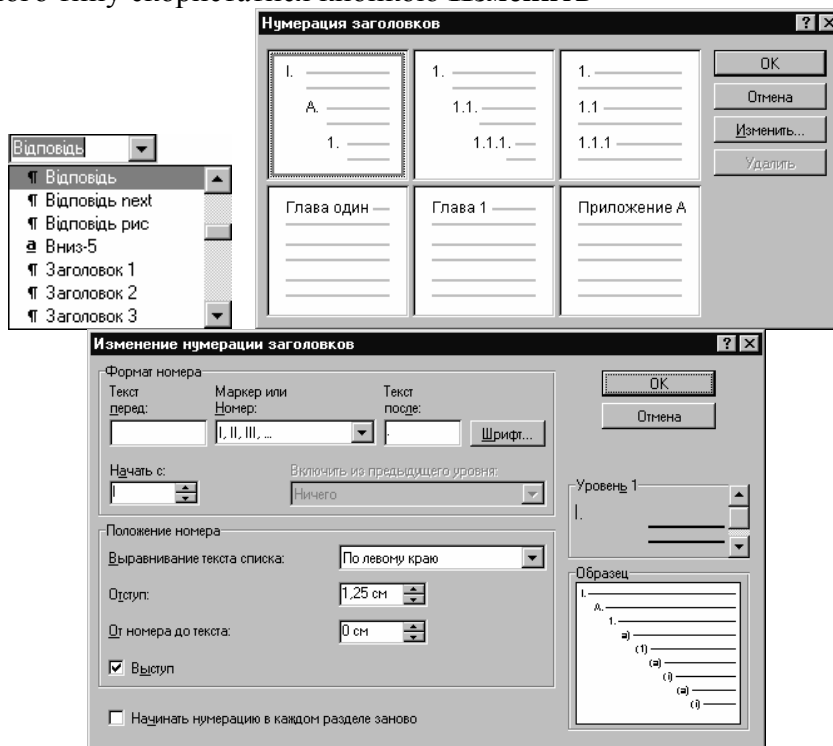 Нумерация заголовков
I.
A.
1.
1.
1.1.
1.1.1.
1.
1.1
1.1.1
OK
Отмена
Изменить...
Удалить
Глава один
Глава 1
Приложение А
Відповідь
¶ Відповідь
¶ Відповідь next
¶ Відповідь рис
a Вниз-5
¶ Заголовок 1
¶ Заголовок 2
¶ Заголовок 3
Изменение нумерации заголовков
Формат номера
Текст перед:
Маркер или Номер:
Текст после:
I, II, III, ...
.
Шрифт...
Начать с:
I
Включить из предыдущего уровня:
Ничего
OK
Отмена
Уровень 1
I.
Положение номера
Выравнивание текста списка:
По левому краю
Отступ:
1,25 см
От номера до текста:
0 см
Выступ
Начинать нумерацию в каждом разделе заново
Образец
I.
A.
1.
a)
(1)
(a)
(i)
(a)
(i)